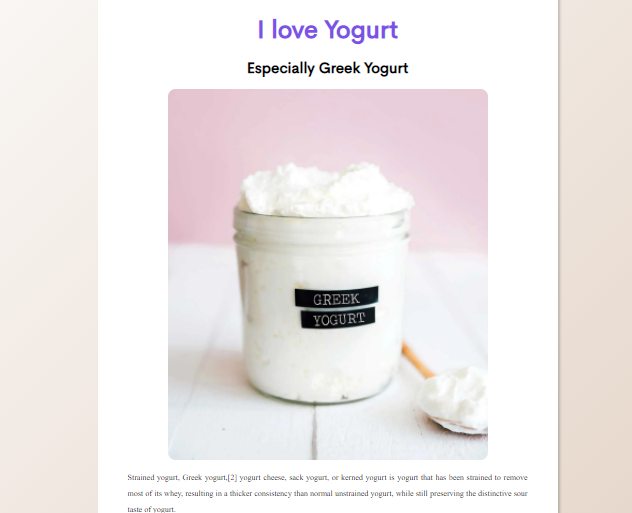 I love Yogurt
Especially Greek Yogurt
GREEK
YOGURT
Strained yogurt, Greek yogurt,[2] yogurt cheese, sack yogurt, or kerned yogurt is yogurt that has been strained to remove
most of its whey, resulting in a thicker consistency than normal unstrained yogurt, while still preserving the distinctive sour
taste of yogurt.